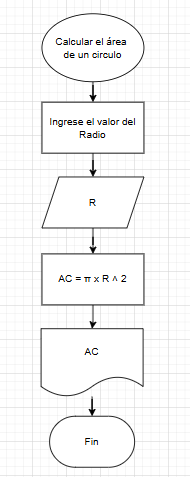 Calcular el área
de un circulo
Ingrese el valor del
Radio
R
AC = π x R ^ 2
AC
Fin